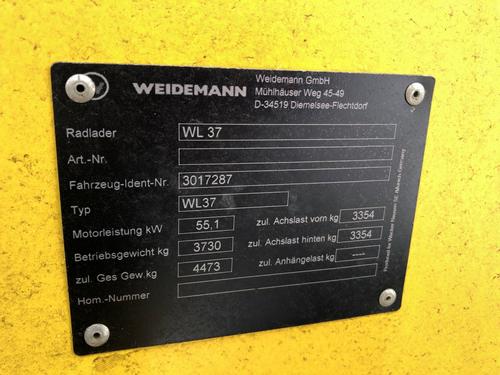 WEIDEMANN
Weidemann GmbH
Mühlhäuser Weg 45-49
D-34519 Diemelsee-Flechtdorf
Radlader WL 37
Art.-Nr.
Fahrzeug-Ident-Nr. 3017287
Typ WL37
Motorleistung kW 55,1 zul. Achslast vorn kg 3354
Betriebsgewicht kg 3730 zul. Achslast hinten kg 3354
zul. Ges Gew.kg 4473 zul. Anhängelast kg ----
Hom.-Nummer